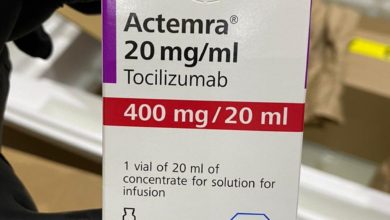 Actemra®
20 mg/ml
Tocilizumab
400 mg/20 ml
1 vial of 20 ml of
concentrate for solution for
infusion